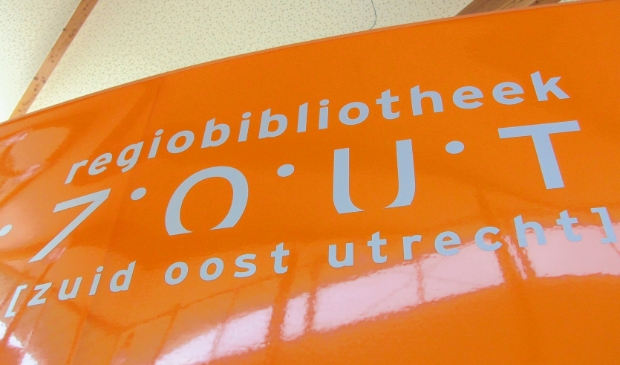 regiobibliotheek
·Z·O·U·T
[zuid oost utrecht]